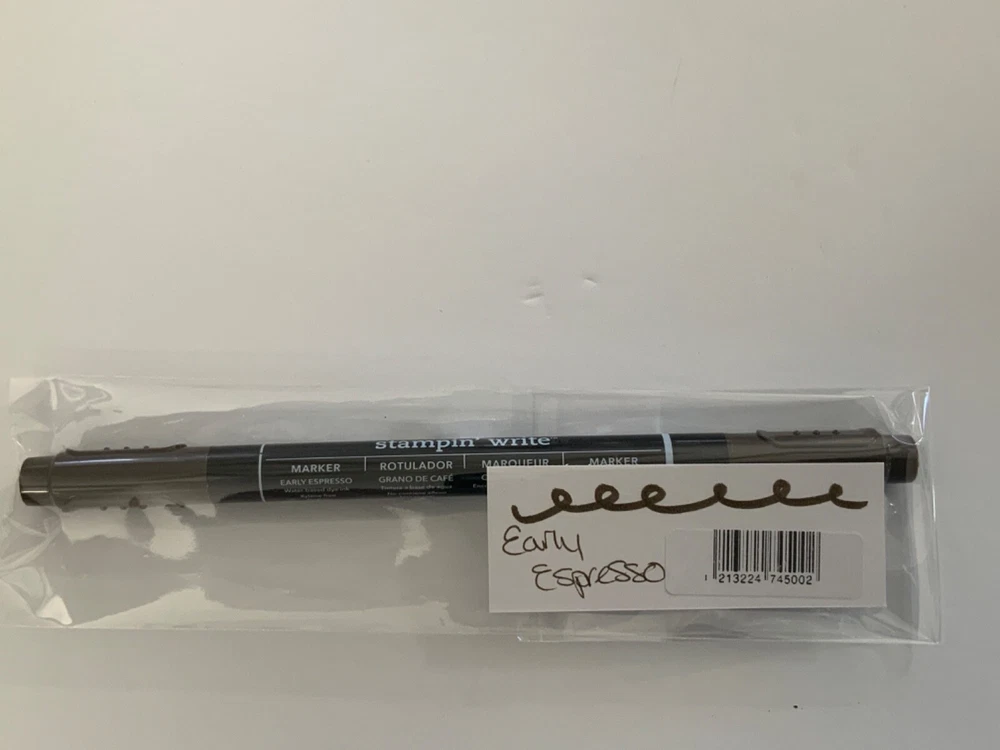 stampin' write
MARKER ROTULADOR MARQUEUR MARKER
EARLY ESPRESSO GRANO DE CAFÉ
Early
Espresso
1 213224 745002